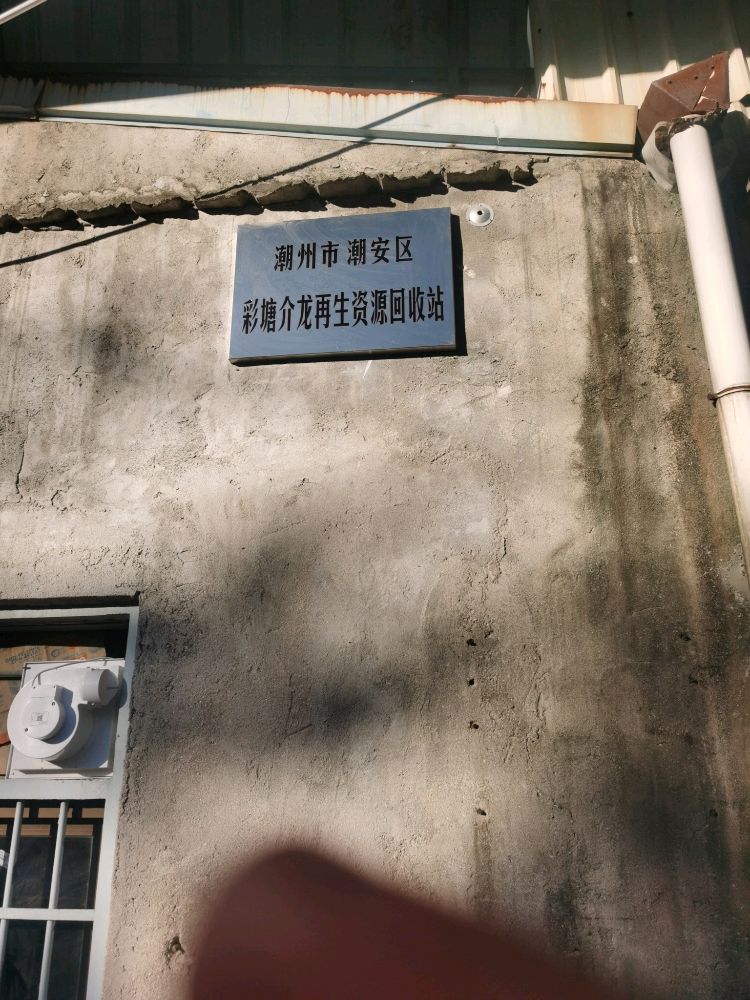 潮州市 潮安区
彩塘介龙再生资源回收站